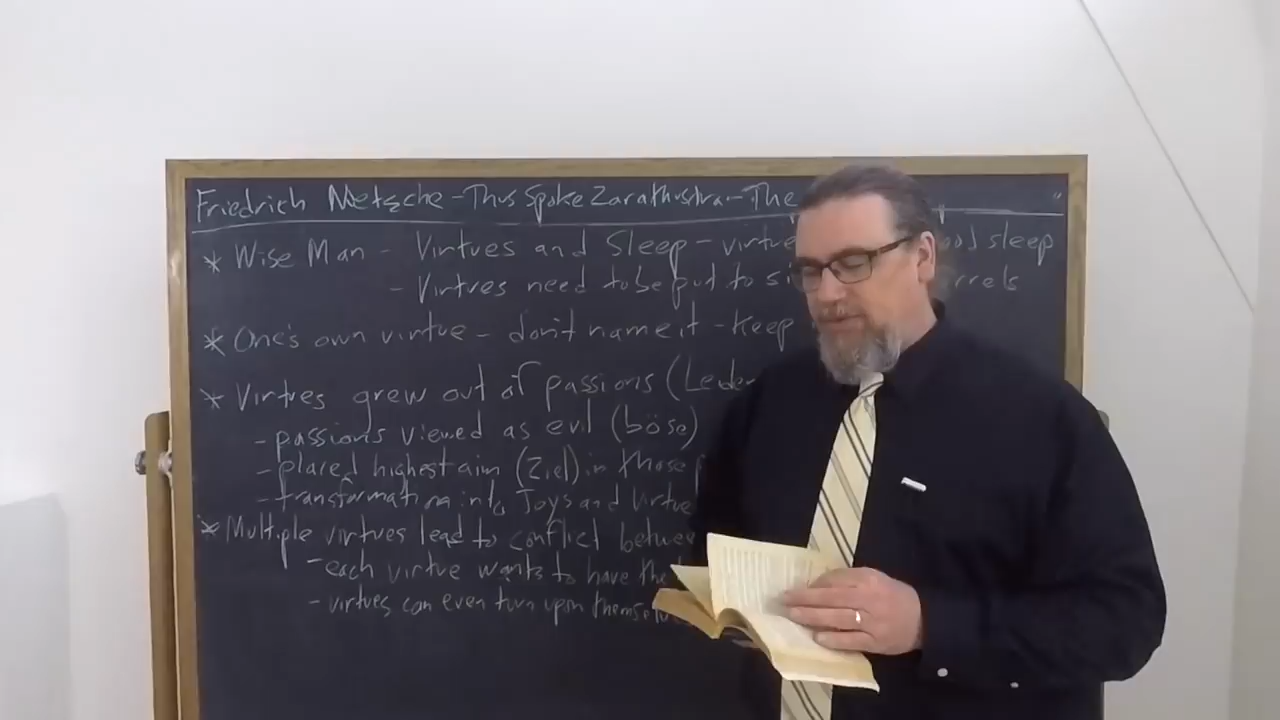 Friedrich Nietzsche - Thus Spoke Zarathustra - The "
* Wise Man - Virtues and Sleep - virtue good sleep
- Virtues need to be put to
* One's own virtue - don't name it - keep
* Virtues grew out of passions (Leiden
- passions viewed as evil (böse)
- placed highest aim (Ziel) in those
- transformation into Joys and Virtue
* Multiple virtues lead to conflict between
- each virtue wants to have the
- virtues can even turn upon themselves